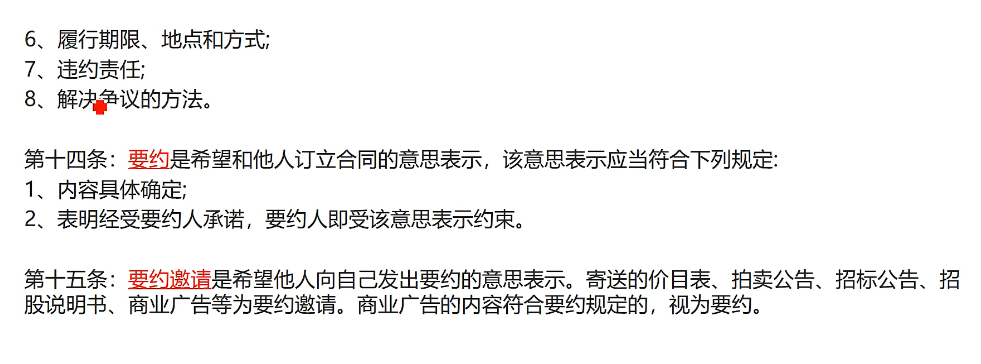 6、履行期限、地点和方式;
7、违约责任;
8、解决争议的方法。
第十四条：要约是希望和他人订立合同的意思表示，该意思表示应当符合下列规定:
1、内容具体确定;
2、表明经受要约人承诺，要约人即受该意思表示约束。
第十五条：要约邀请是希望他人向自己发出要约的意思表示。寄送的价目表、拍卖公告、招标公告、招
股说明书、商业广告等为要约邀请。商业广告的内容符合要约规定的，视为要约。